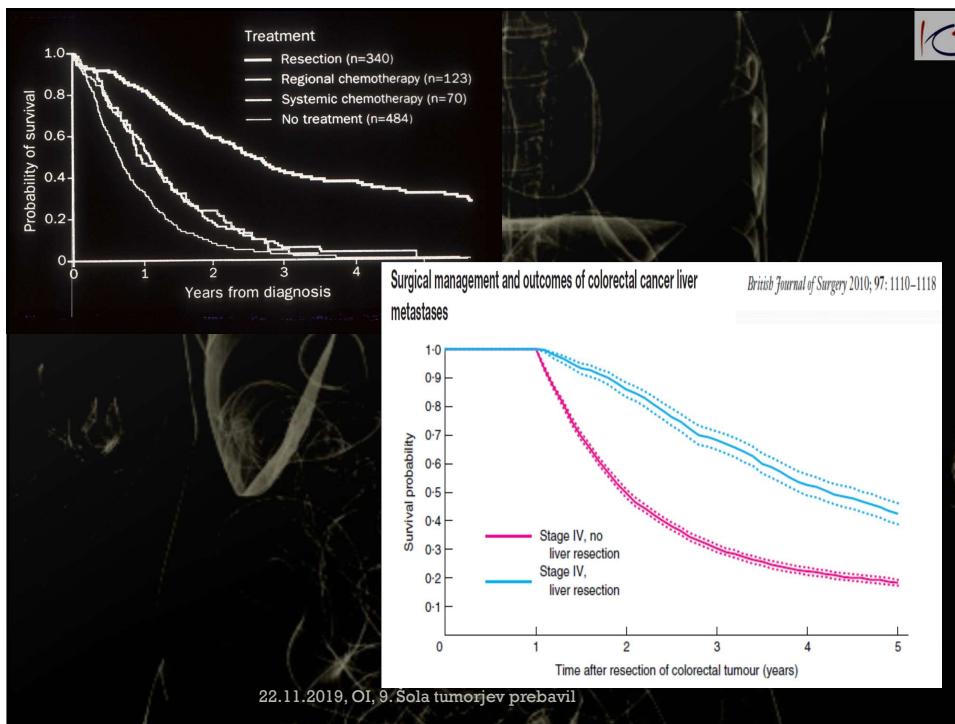 Treatment
Resection (n=340)
Regional chemotherapy (n=123)
Systemic chemotherapy (n=70)
No treatment (n=484)
Probability of survival
1.0
0.8
0.6
0.4
0.2
0
0 1 2 3 4
Years from diagnosis
Surgical management and outcomes of colorectal cancer liver
metastases
British Journal of Surgery 2010; 97: 1110–1118
Survival probability
1·0
0·9
0·8
0·7
0·6
0·5
0·4
0·3
0·2
0·1
Stage IV, no
liver resection
Stage IV,
liver resection
0 1 2 3 4 5
Time after resection of colorectal tumour (years)
22.11.2019, OI, 9. Šola tumorjev prebavil